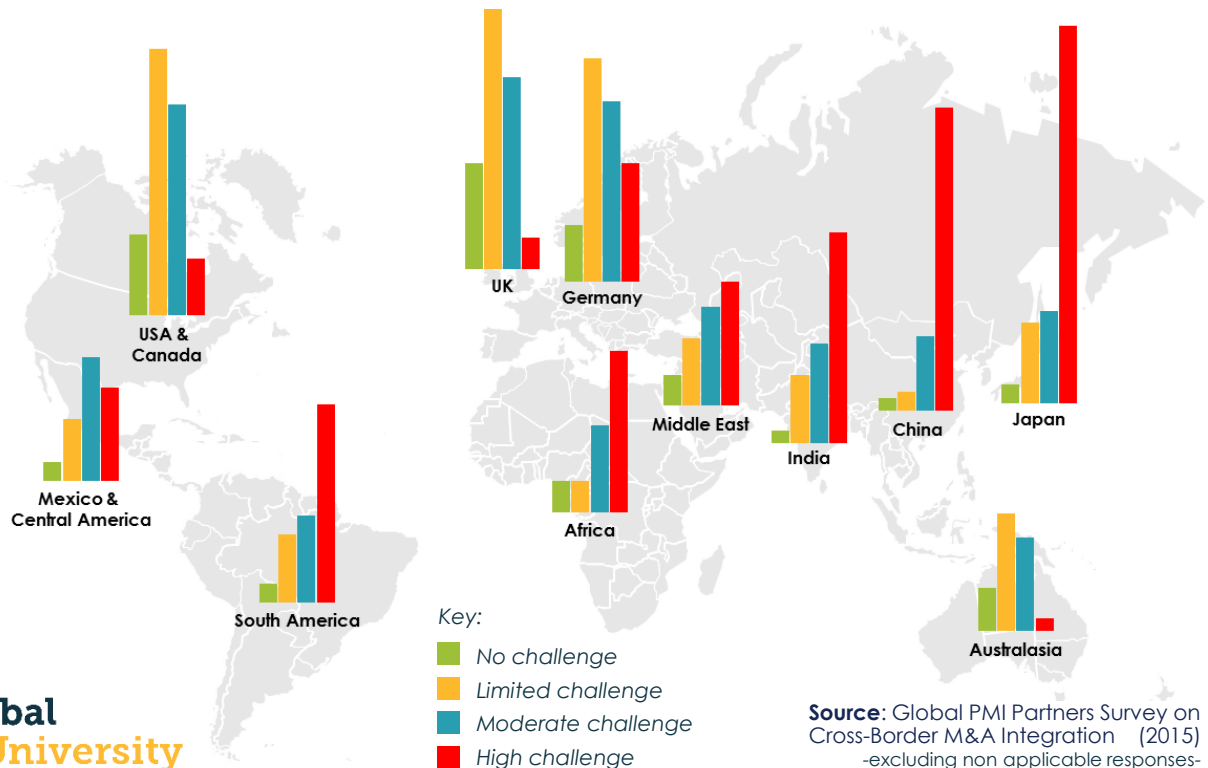 UK
Germany
USA &
Canada
Middle East
China
Japan
India
Mexico &
Central America
Africa
South America
Australasia
Key:
No challenge
Limited challenge
Moderate challenge
High challenge
bal
University
Source: Global PMI Partners Survey on
Cross-Border M&A Integration (2015)
-excluding non applicable responses-